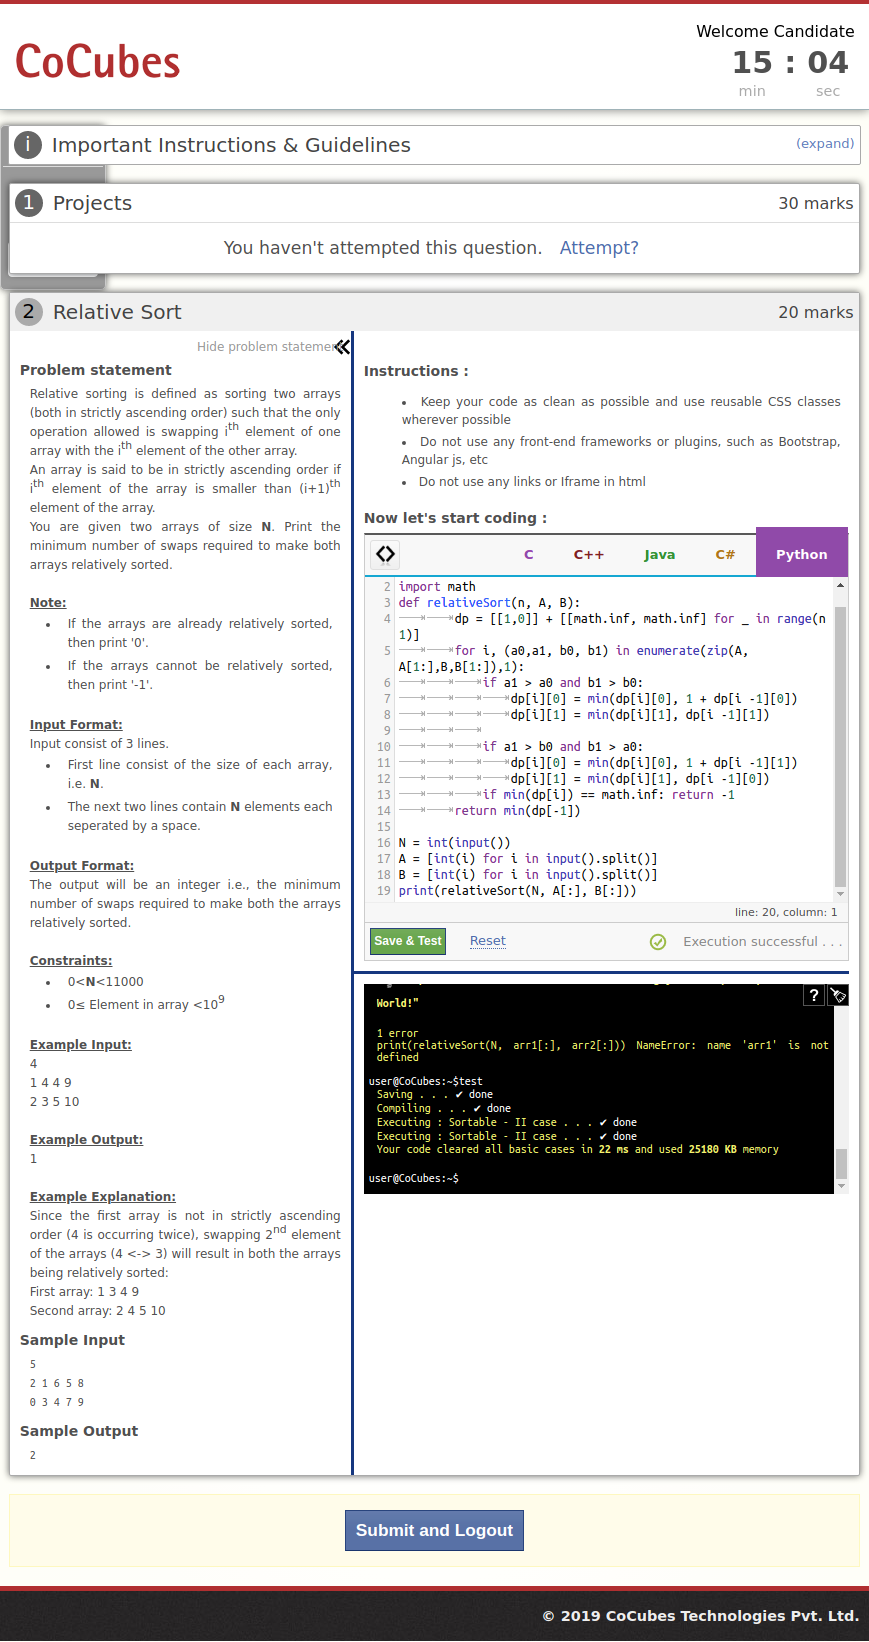 CoCubes
Welcome Candidate
15 : 04
min sec
i Important Instructions & Guidelines (expand)
1 Projects 30 marks
You haven't attempted this question. Attempt?
2 Relative Sort 20 marks
Hide problem statement
Problem statement
Relative sorting is defined as sorting two arrays
(both in strictly ascending order) such that the only
operation allowed is swapping ith element of one
array with the ith element of the other array.
An array is said to be in strictly ascending order if
ith element of the array is smaller than (i+1)th
element of the array.
You are given two arrays of size N. Print the
minimum number of swaps required to make both
arrays relatively sorted.
Note:
• If the arrays are already relatively sorted,
then print '0'.
• If the arrays cannot be relatively sorted,
then print '-1'.
Input Format:
Input consist of 3 lines.
• First line consist of the size of each array,
i.e. N.
• The next two lines contain N elements each
seperated by a space.
Output Format:
The output will be an integer i.e., the minimum
number of swaps required to make both the arrays
relatively sorted.
Constraints:
• 0<N<11000
• 0≤ Element in array <10⁹
Example Input:
4
1 4 4 9
2 3 5 10
Example Output:
1
Example Explanation:
Since the first array is not in strictly ascending
order (4 is occurring twice), swapping 2nd element
of the arrays (4 <-> 3) will result in both the arrays
being relatively sorted:
First array: 1 3 4 9
Second array: 2 4 5 10
Sample Input
5
2 1 6 5 8
0 3 4 7 9
Sample Output
2
Instructions :
• Keep your code as clean as possible and use reusable CSS classes
wherever possible
• Do not use any front-end frameworks or plugins, such as Bootstrap,
Angular js, etc
• Do not use any links or Iframe in html
Now let's start coding :
C C++ Java C# Python
2 import math
3 def relativeSort(n, A, B):
4 dp = [[1,0]] + [[math.inf, math.inf] for _ in range(n
1)]
5 for i, (a0,a1, b0, b1) in enumerate(zip(A,
A[1:],B,B[1:]),1):
6 if a1 > a0 and b1 > b0:
7 dp[i][0] = min(dp[i][0], 1 + dp[i -1][0])
8 dp[i][1] = min(dp[i][1], dp[i -1][1])
9
10 if a1 > b0 and b1 > a0:
11 dp[i][0] = min(dp[i][0], 1 + dp[i -1][1])
12 dp[i][1] = min(dp[i][1], dp[i -1][0])
13 if min(dp[i]) == math.inf: return -1
14 return min(dp[-1])
15
16 N = int(input())
17 A = [int(i) for i in input().split()]
18 B = [int(i) for i in input().split()]
19 print(relativeSort(N, A[:], B[:]))
line: 20, column: 1
Save & Test Reset Execution successful . . .
?
World!"
1 error
print(relativeSort(N, arr1[:], arr2[:])) NameError: name 'arr1' is not
defined
user@CoCubes:~$test
Saving . . . ✔ done
Compiling . . . ✔ done
Executing : Sortable - II case . . . ✔ done
Executing : Sortable - II case . . . ✔ done
Your code cleared all basic cases in 22 ms and used 25180 KB memory
user@CoCubes:~$
Submit and Logout
© 2019 CoCubes Technologies Pvt. Ltd.